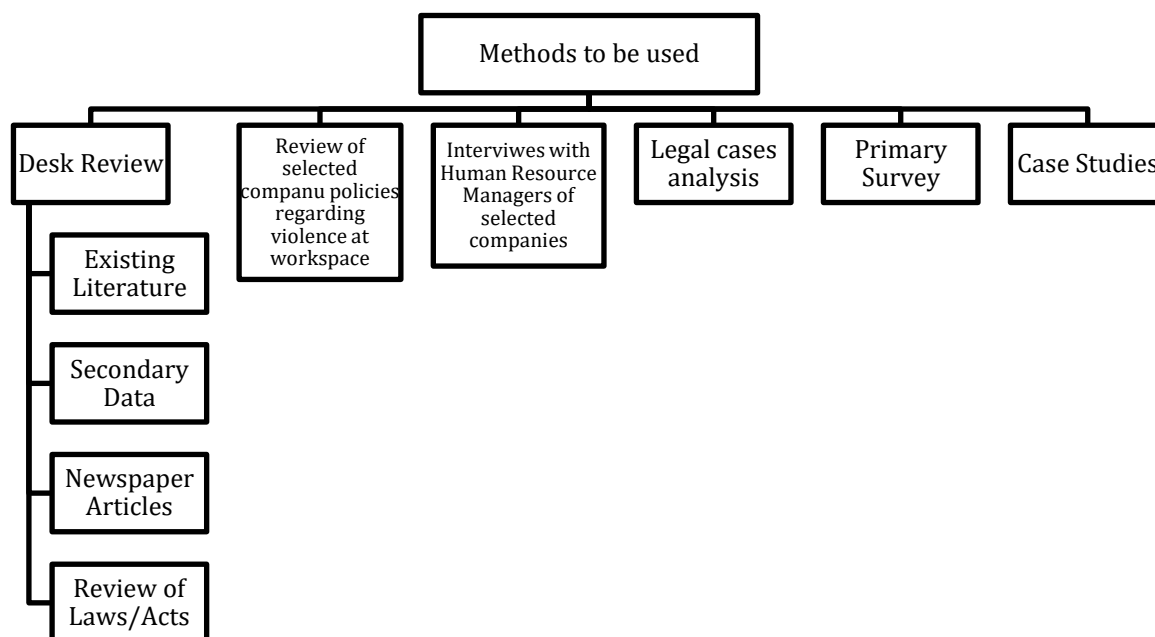 Methods to be used
Desk Review
Review of
selected
companu policies
regarding
violence at
workspace
Interviwes with
Human Resource
Managers of
selected
companies
Legal cases
analysis
Primary
Survey
Case Studies
Existing
Literature
Secondary
Data
Newspaper
Articles
Review of
Laws/Acts